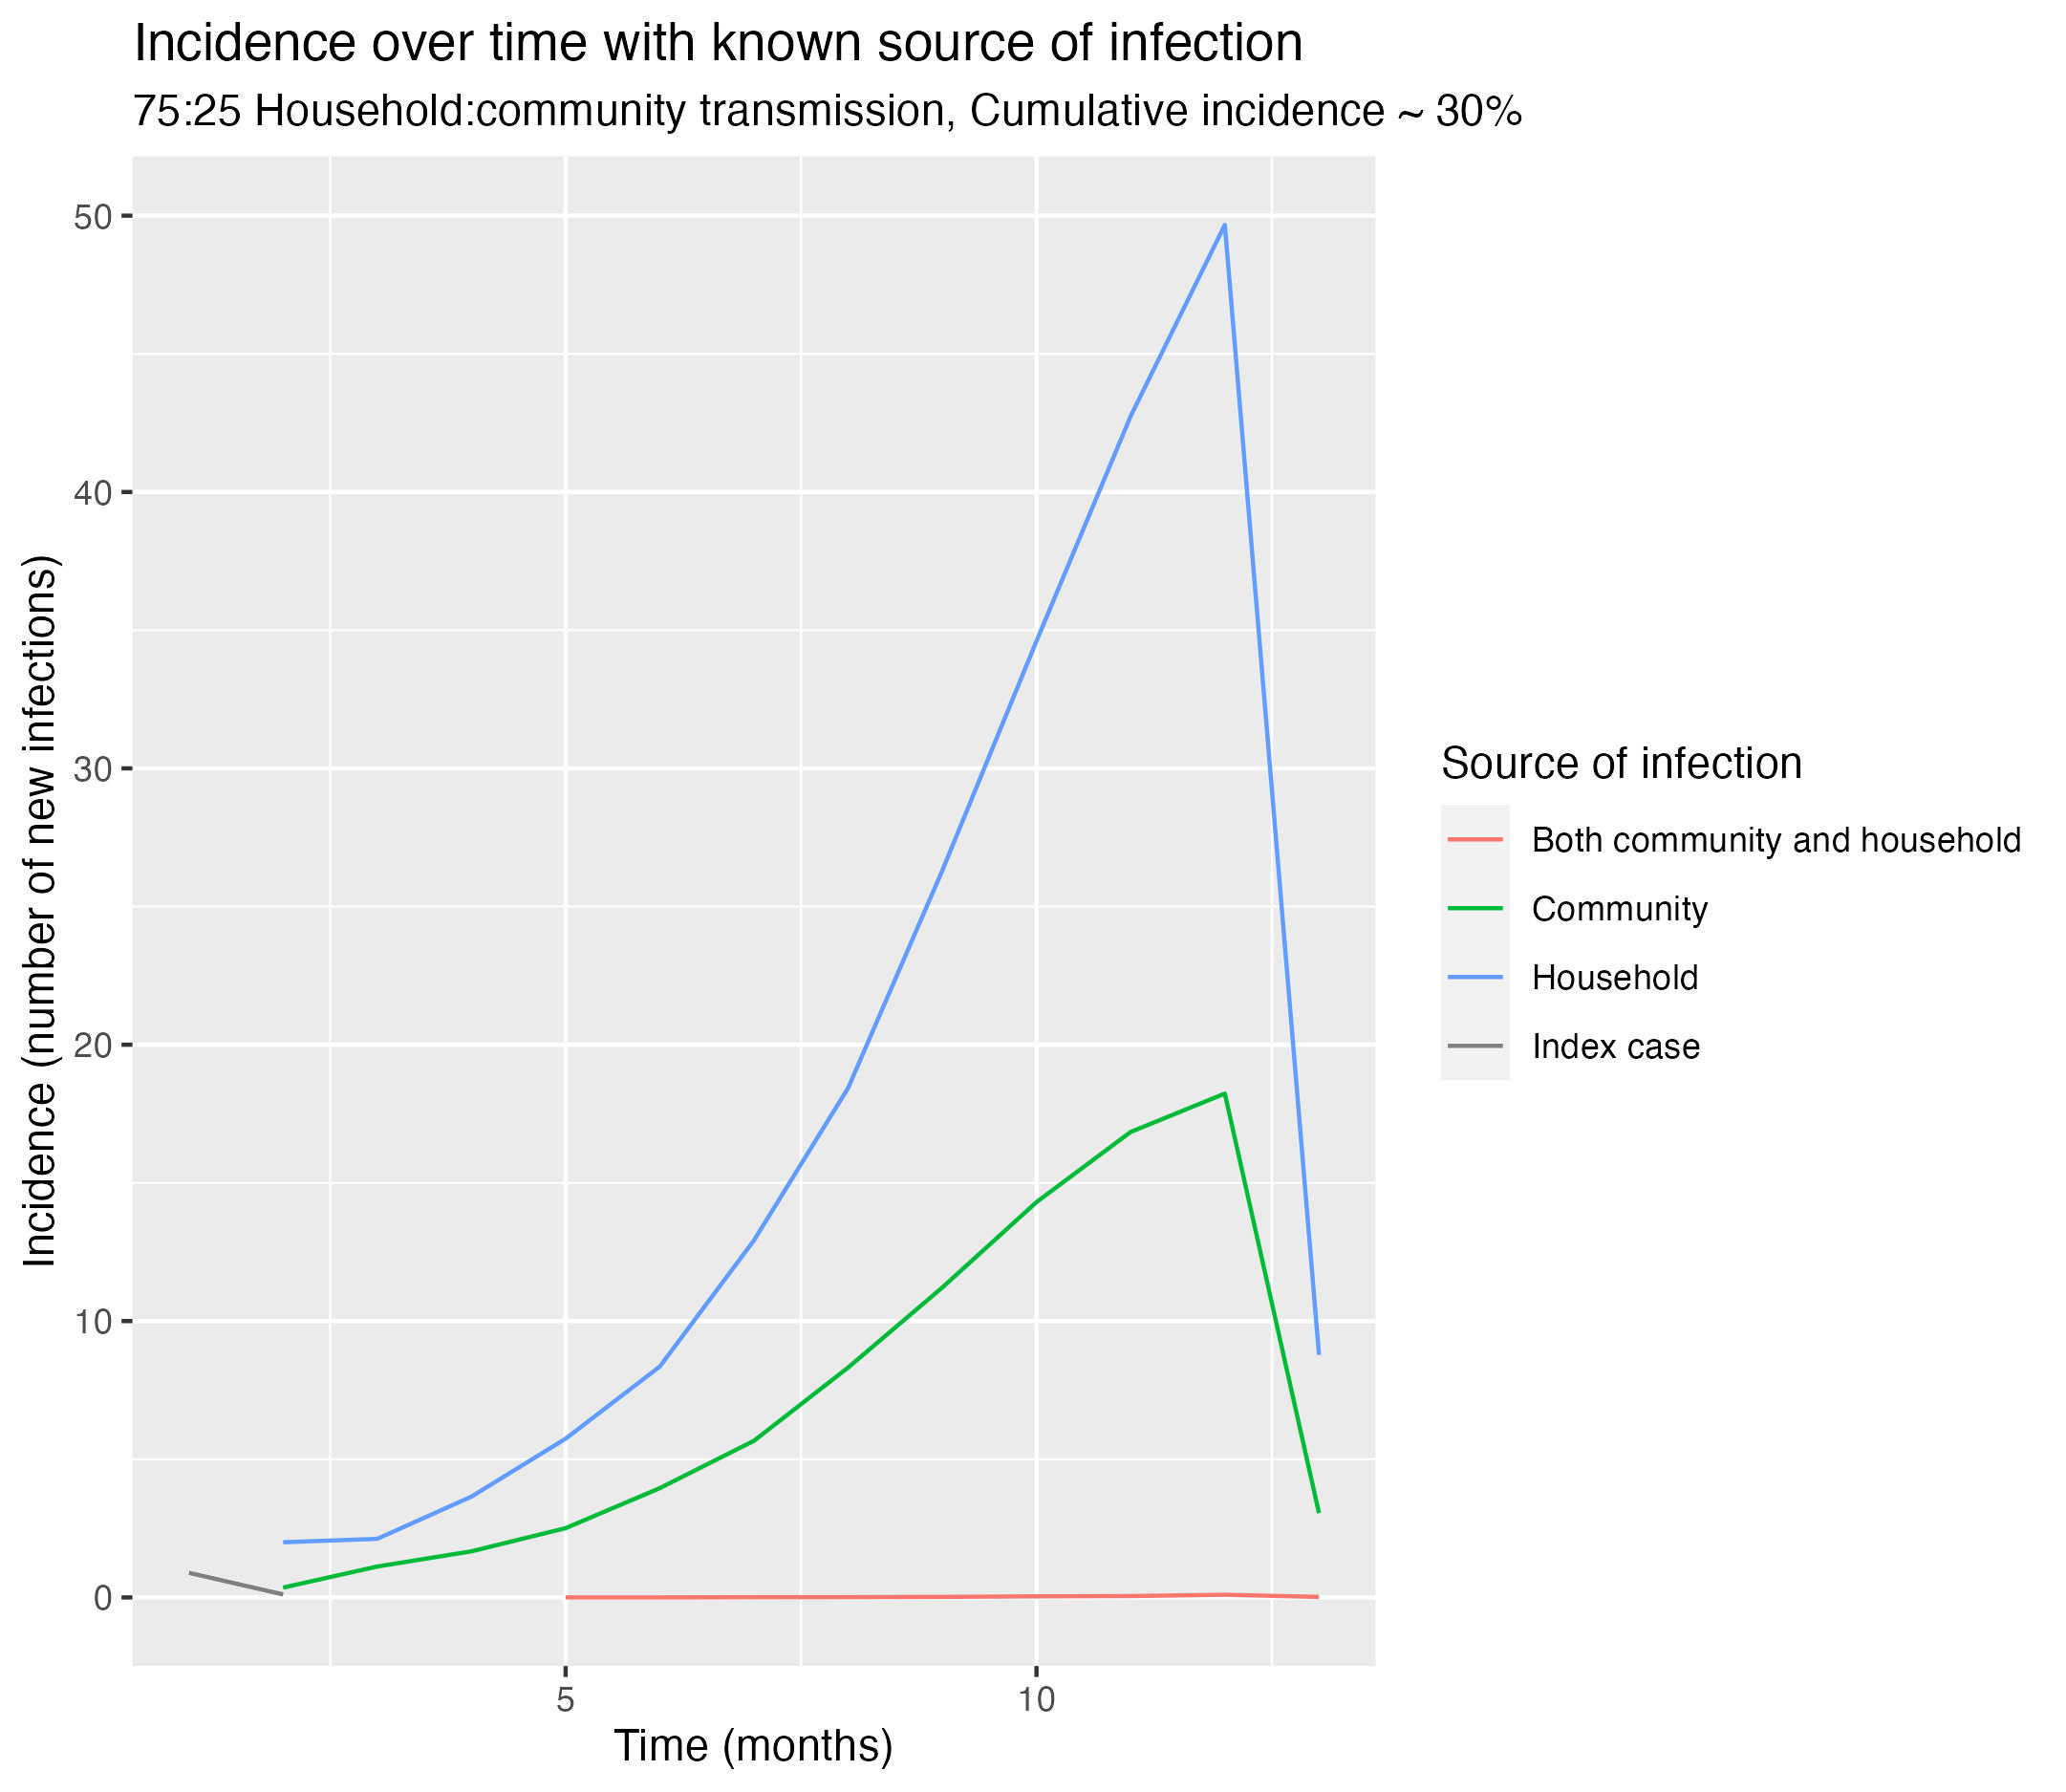 Incidence over time with known source of infection
75:25 Household:community transmission, Cumulative incidence ~ 30%
Incidence (number of new infections)
50
40
30
20
10
0
5
10
Time (months)
Source of infection
Both community and household
Community
Household
Index case